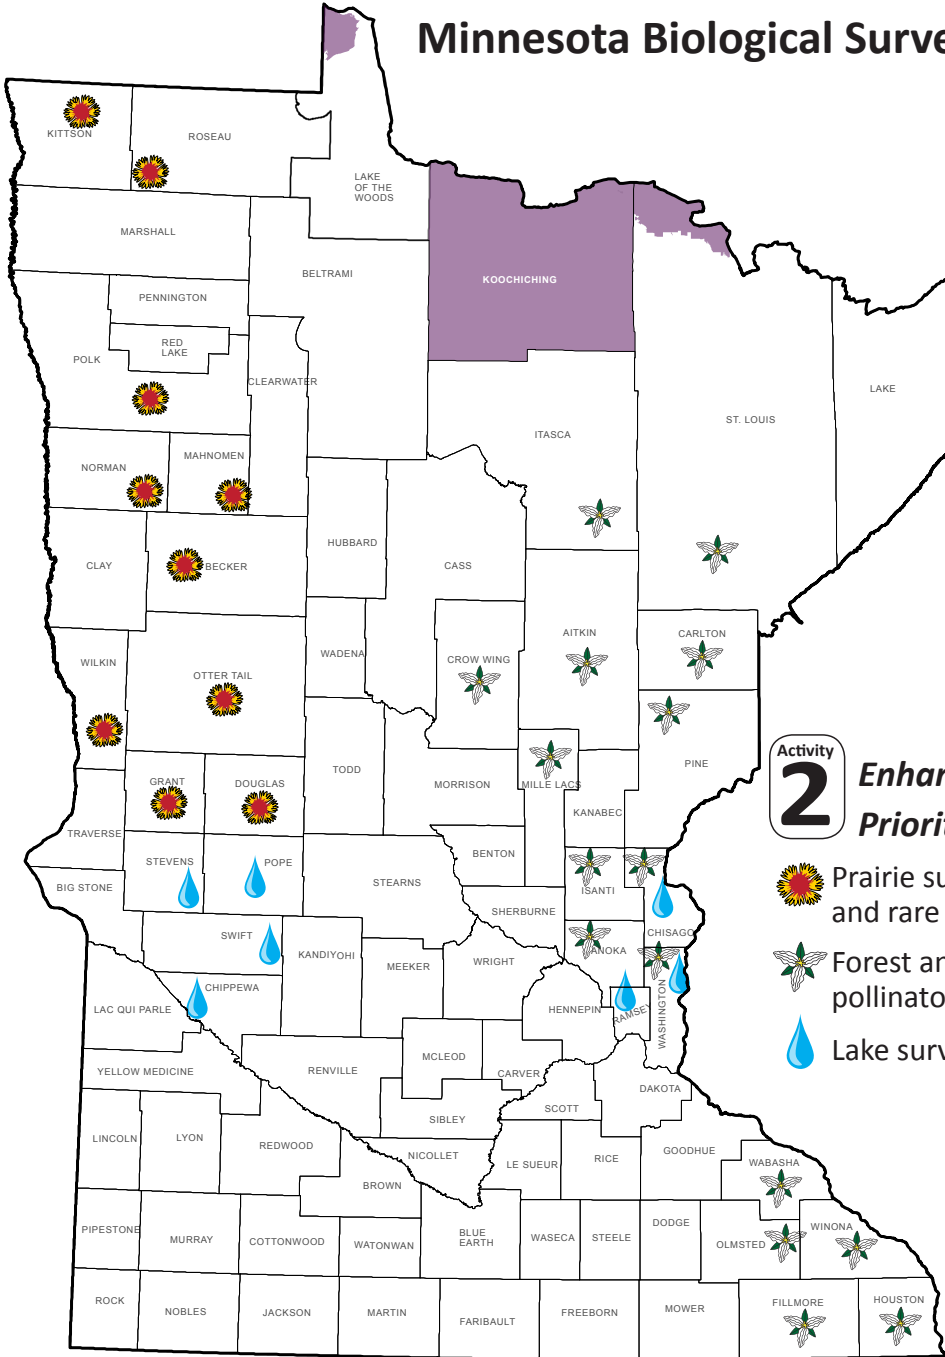 Minnesota Biological Surve
KITTSON
ROSEAU
LAKE
OF THE
WOODS
MARSHALL
KOOCHICHING
BELTRAMI
PENNINGTON
RED
LAKE
POLK
CLEARWATER
LAKE
ST. LOUIS
ITASCA
NORMAN
MAHNOMEN
HUBBARD
CLAY
BECKER
CASS
AITKIN
CARLTON
WADENA
CROW WING
WILKIN
OTTER TAIL
PINE
TODD
MORRISON
MILLE LACS
GRANT
DOUGLAS
KANABEC
TRAVERSE
Activity
2
Enhar
Priorit
STEVENS
POPE
BENTON
STEARNS
BIG STONE
ISANTI
SHERBURNE
Prairie su
and rare
SWIFT
KANDIYOHI
CHISAGO
ANOKA
MEEKER
WRIGHT
Forest an
pollinato
CHIPPEWA
LAC QUI PARLE
HENNEPIN
RAMSEY
WASHINGTON
Lake surv
YELLOW MEDICINE
RENVILLE
MCLEOD
CARVER
DAKOTA
SCOTT
SIBLEY
LINCOLN
LYON
REDWOOD
NICOLLET
LE SUEUR
RICE
GOODHUE
WABASHA
BROWN
PIPESTONE
MURRAY
COTTONWOOD
WATONWAN
BLUE
EARTH
WASECA
STEELE
DODGE
OLMSTED
WINONA
ROCK
NOBLES
JACKSON
MARTIN
FARIBAULT
FREEBORN
MOWER
FILLMORE
HOUSTON